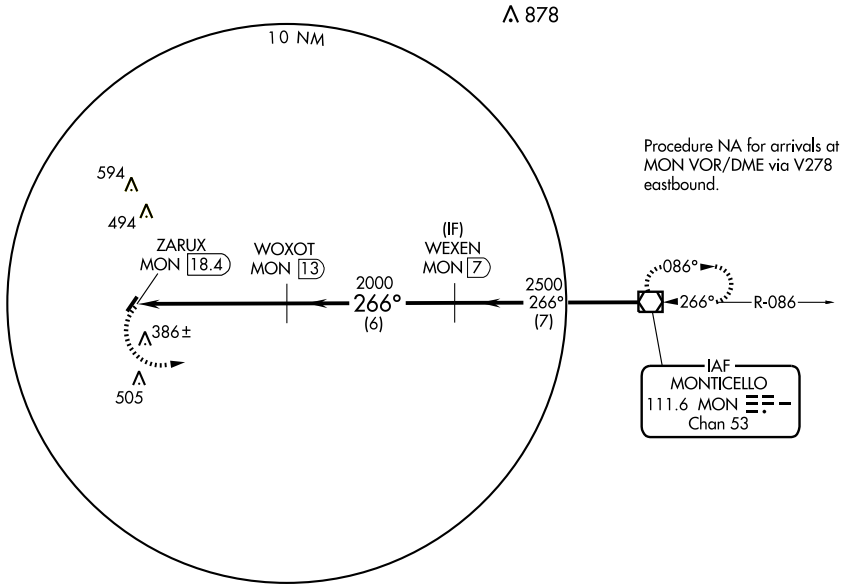 878
10 NM
Procedure NA for arrivals at
MON VOR/DME via V278
eastbound.
594
494
ZARUX
MON 18.4
WOXOT
MON 13
(IF)
WEXEN
MON 7
2000
266°
(6)
2500
266°
(7)
086°
266°
R-086
386±
505
IAF
MONTICELLO
111.6 MON
Chan 53